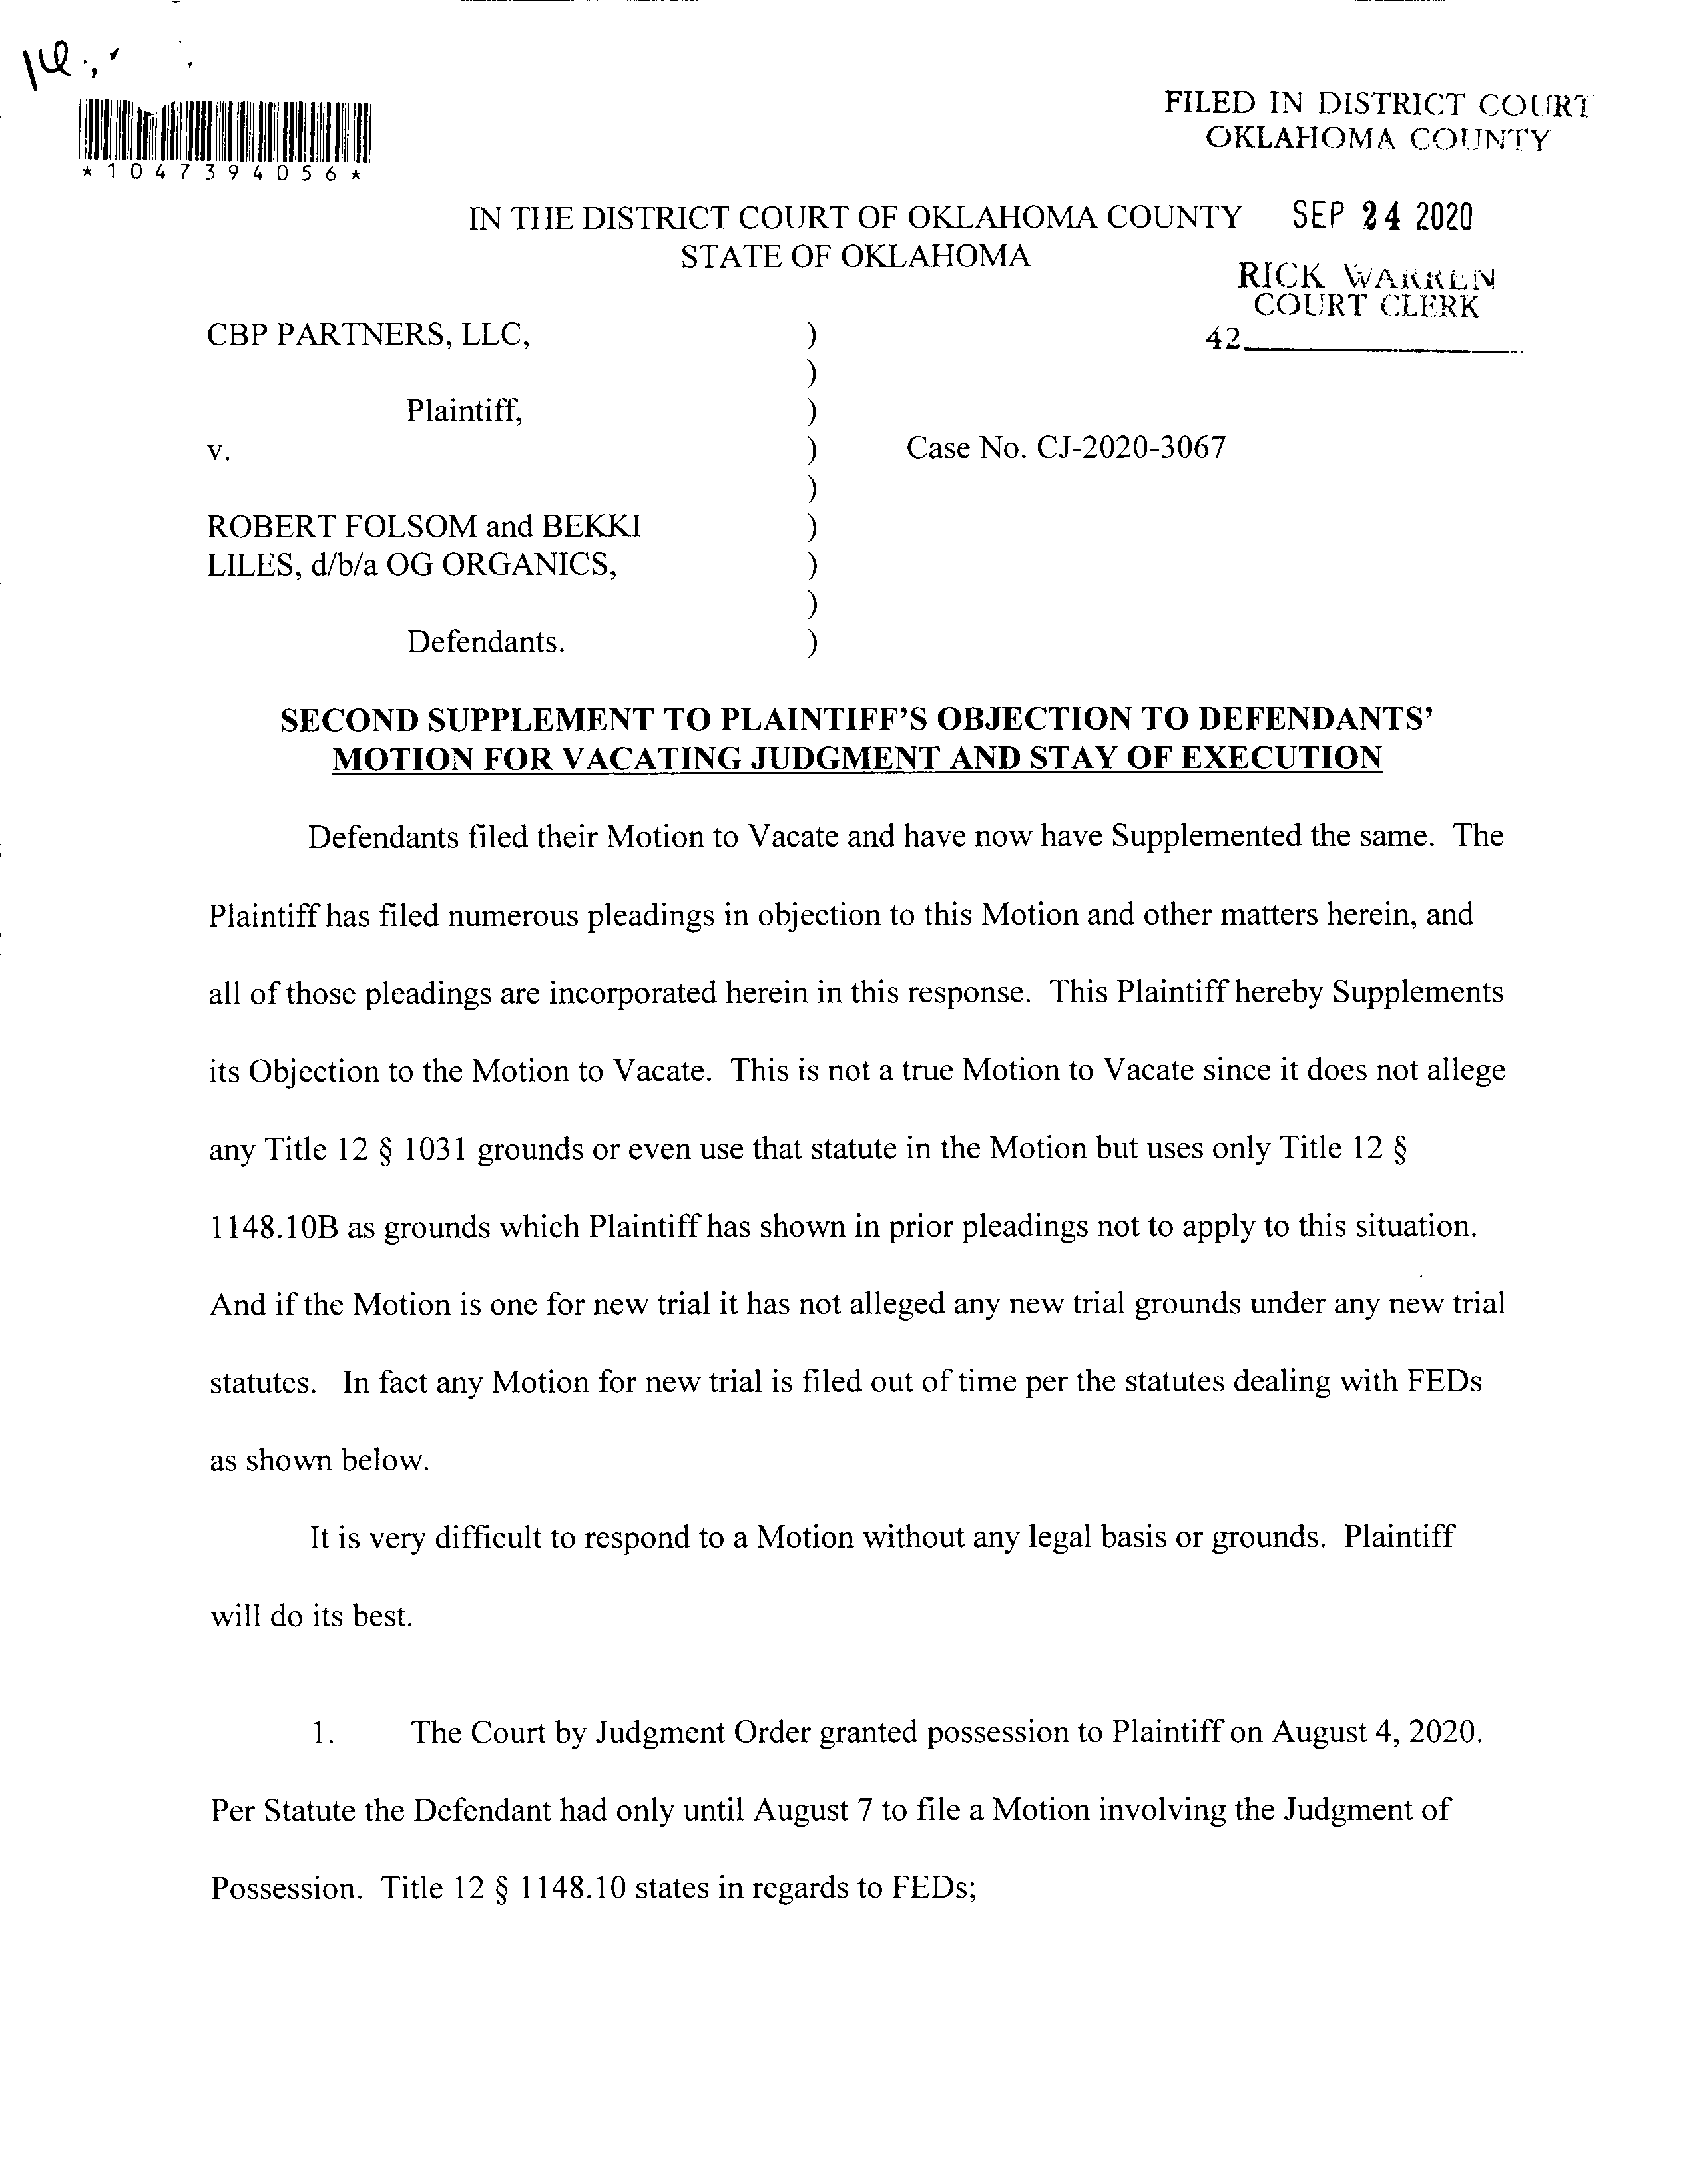 FILED IN DISTRICT COURT
OKLAHOMA COUNTY
*1047394056*
IN THE DISTRICT COURT OF OKLAHOMA COUNTY SEP 24 2020
STATE OF OKLAHOMA
RICK WARREN
COURT CLERK
CBP PARTNERS, LLC, )
42
)
Plaintiff, )
v. ) Case No. CJ-2020-3067
)
ROBERT FOLSOM and BEKKI )
LILES, d/b/a OG ORGANICS, )
)
Defendants. )
SECOND SUPPLEMENT TO PLAINTIFF'S OBJECTION TO DEFENDANTS'
MOTION FOR VACATING JUDGMENT AND STAY OF EXECUTION
Defendants filed their Motion to Vacate and have now have Supplemented the same. The
Plaintiff has filed numerous pleadings in objection to this Motion and other matters herein, and
all of those pleadings are incorporated herein in this response. This Plaintiff hereby Supplements
its Objection to the Motion to Vacate. This is not a true Motion to Vacate since it does not allege
any Title 12 § 1031 grounds or even use that statute in the Motion but uses only Title 12 §
1148.10B as grounds which Plaintiff has shown in prior pleadings not to apply to this situation.
And if the Motion is one for new trial it has not alleged any new trial grounds under any new trial
statutes. In fact any Motion for new trial is filed out of time per the statutes dealing with FEDs
as shown below.
It is very difficult to respond to a Motion without any legal basis or grounds. Plaintiff
will do its best.
1. The Court by Judgment Order granted possession to Plaintiff on August 4, 2020.
Per Statute the Defendant had only until August 7 to file a Motion involving the Judgment of
Possession. Title 12 § 1148.10 states in regards to FEDs;